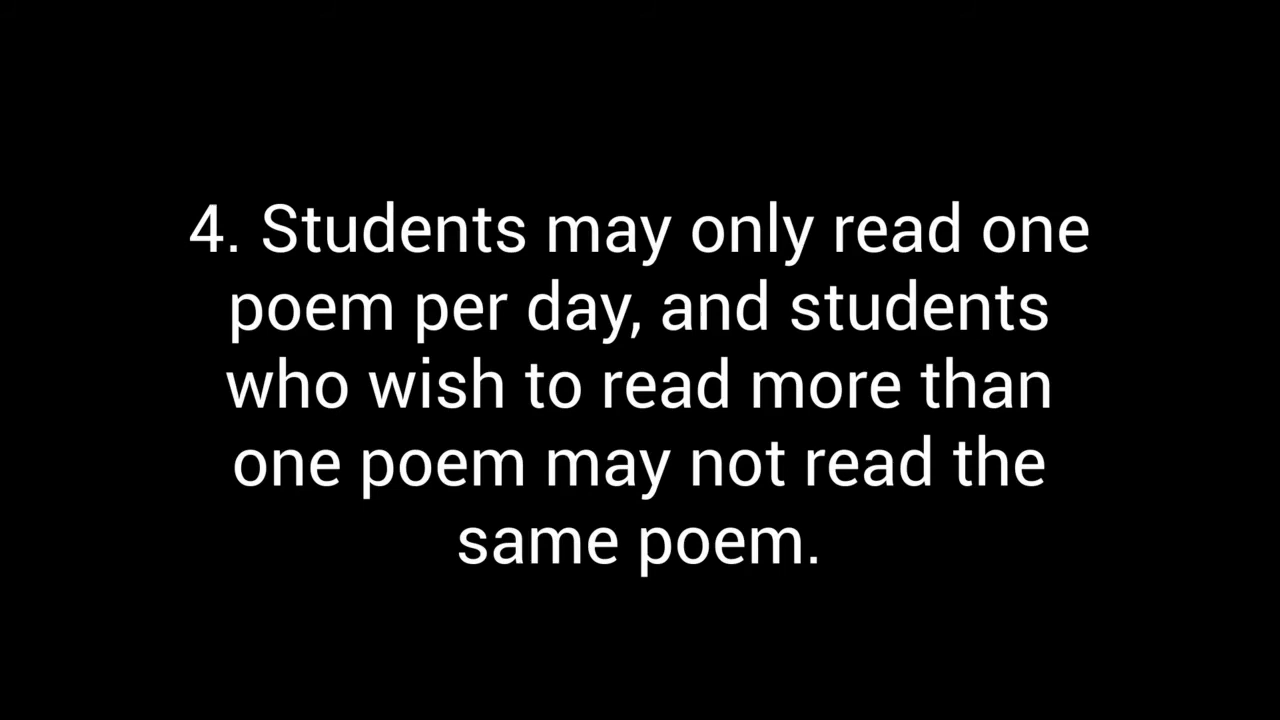 4. Students may only read one
poem per day, and students
who wish to read more than
one poem may not read the
same poem.